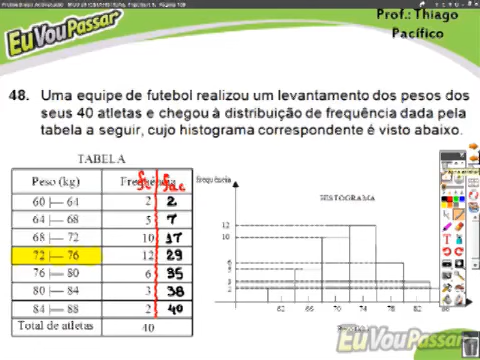 Prof.: Thiago
Pacífico
EuVouPassar
48. Uma equipe de futebol realizou um levantamento dos pesos dos
seus 40 atletas e chegou à distribuição de frequência dada pela
tabela a seguir, cujo histograma correspondente é visto abaixo.
TABELA
Peso (kg) Frequência fac
60 |— 64 2 2
64 |— 68 5 7
68 |— 72 10 17
72 |— 76 12 29
76 |— 80 6 35
80 |— 84 3 38
84 |— 88 2 40
Total de atletas 40
frequência
HISTOGRAMA
12
10
6
5
3
2
62 66 70 74 78 82 86
EuVouPassar